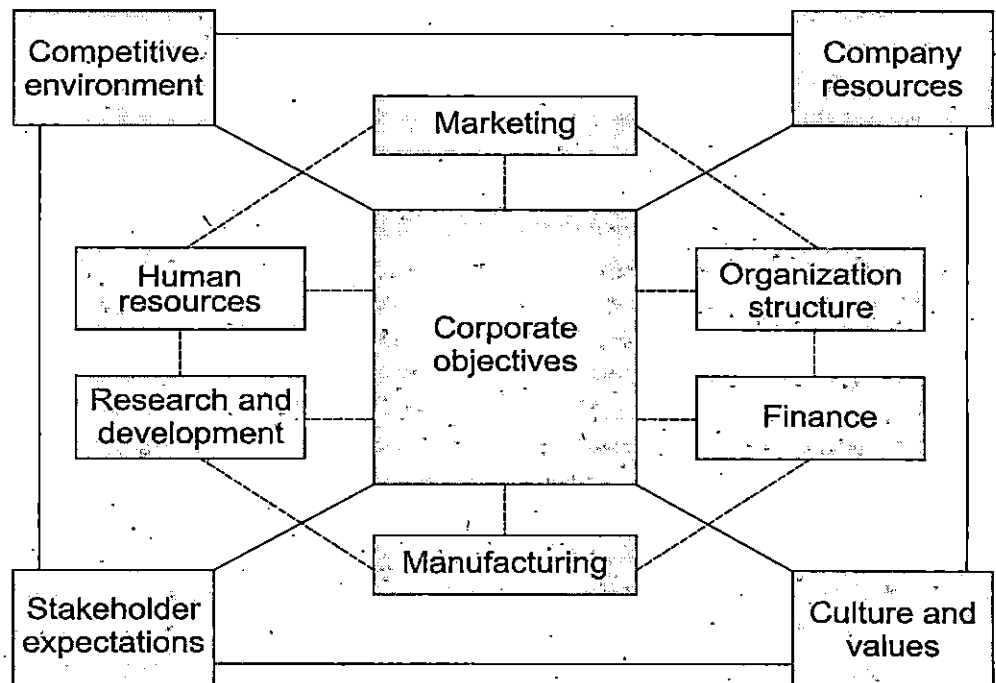 Competitive
environment
Company
resources
Marketing
Human
resources
Organization
structure
Corporate
objectives
Research and
development
Finance
Manufacturing
Stakeholder
expectations
Culture and
values